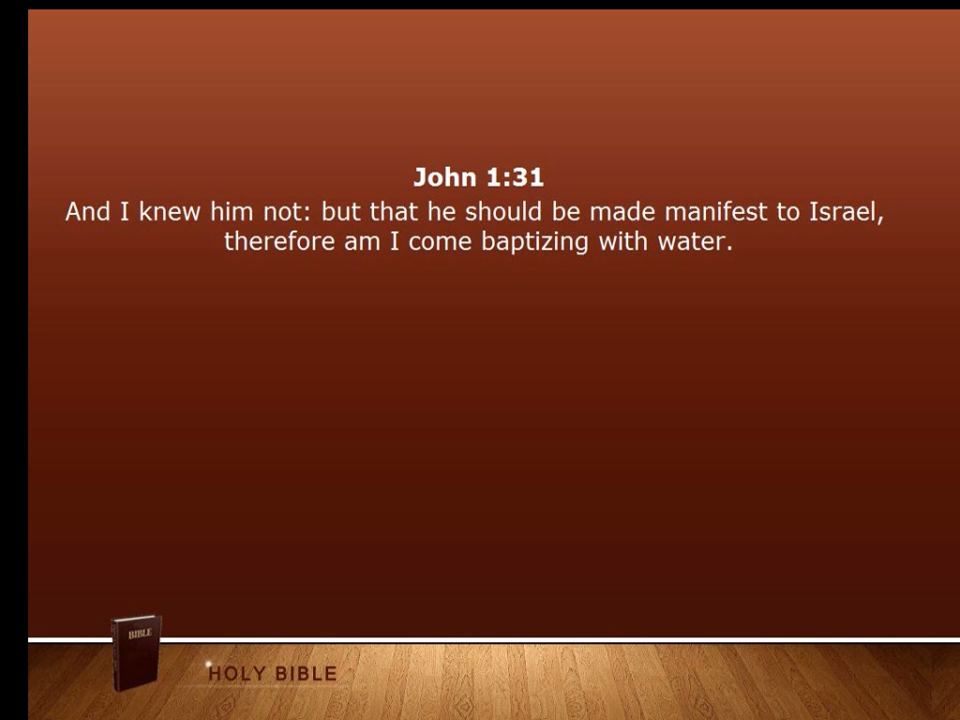 John 1:31
And I knew him not: but that he should be made manifest to Israel,
therefore am I come baptizing with water.
BIBLE
HOLY BIBLE